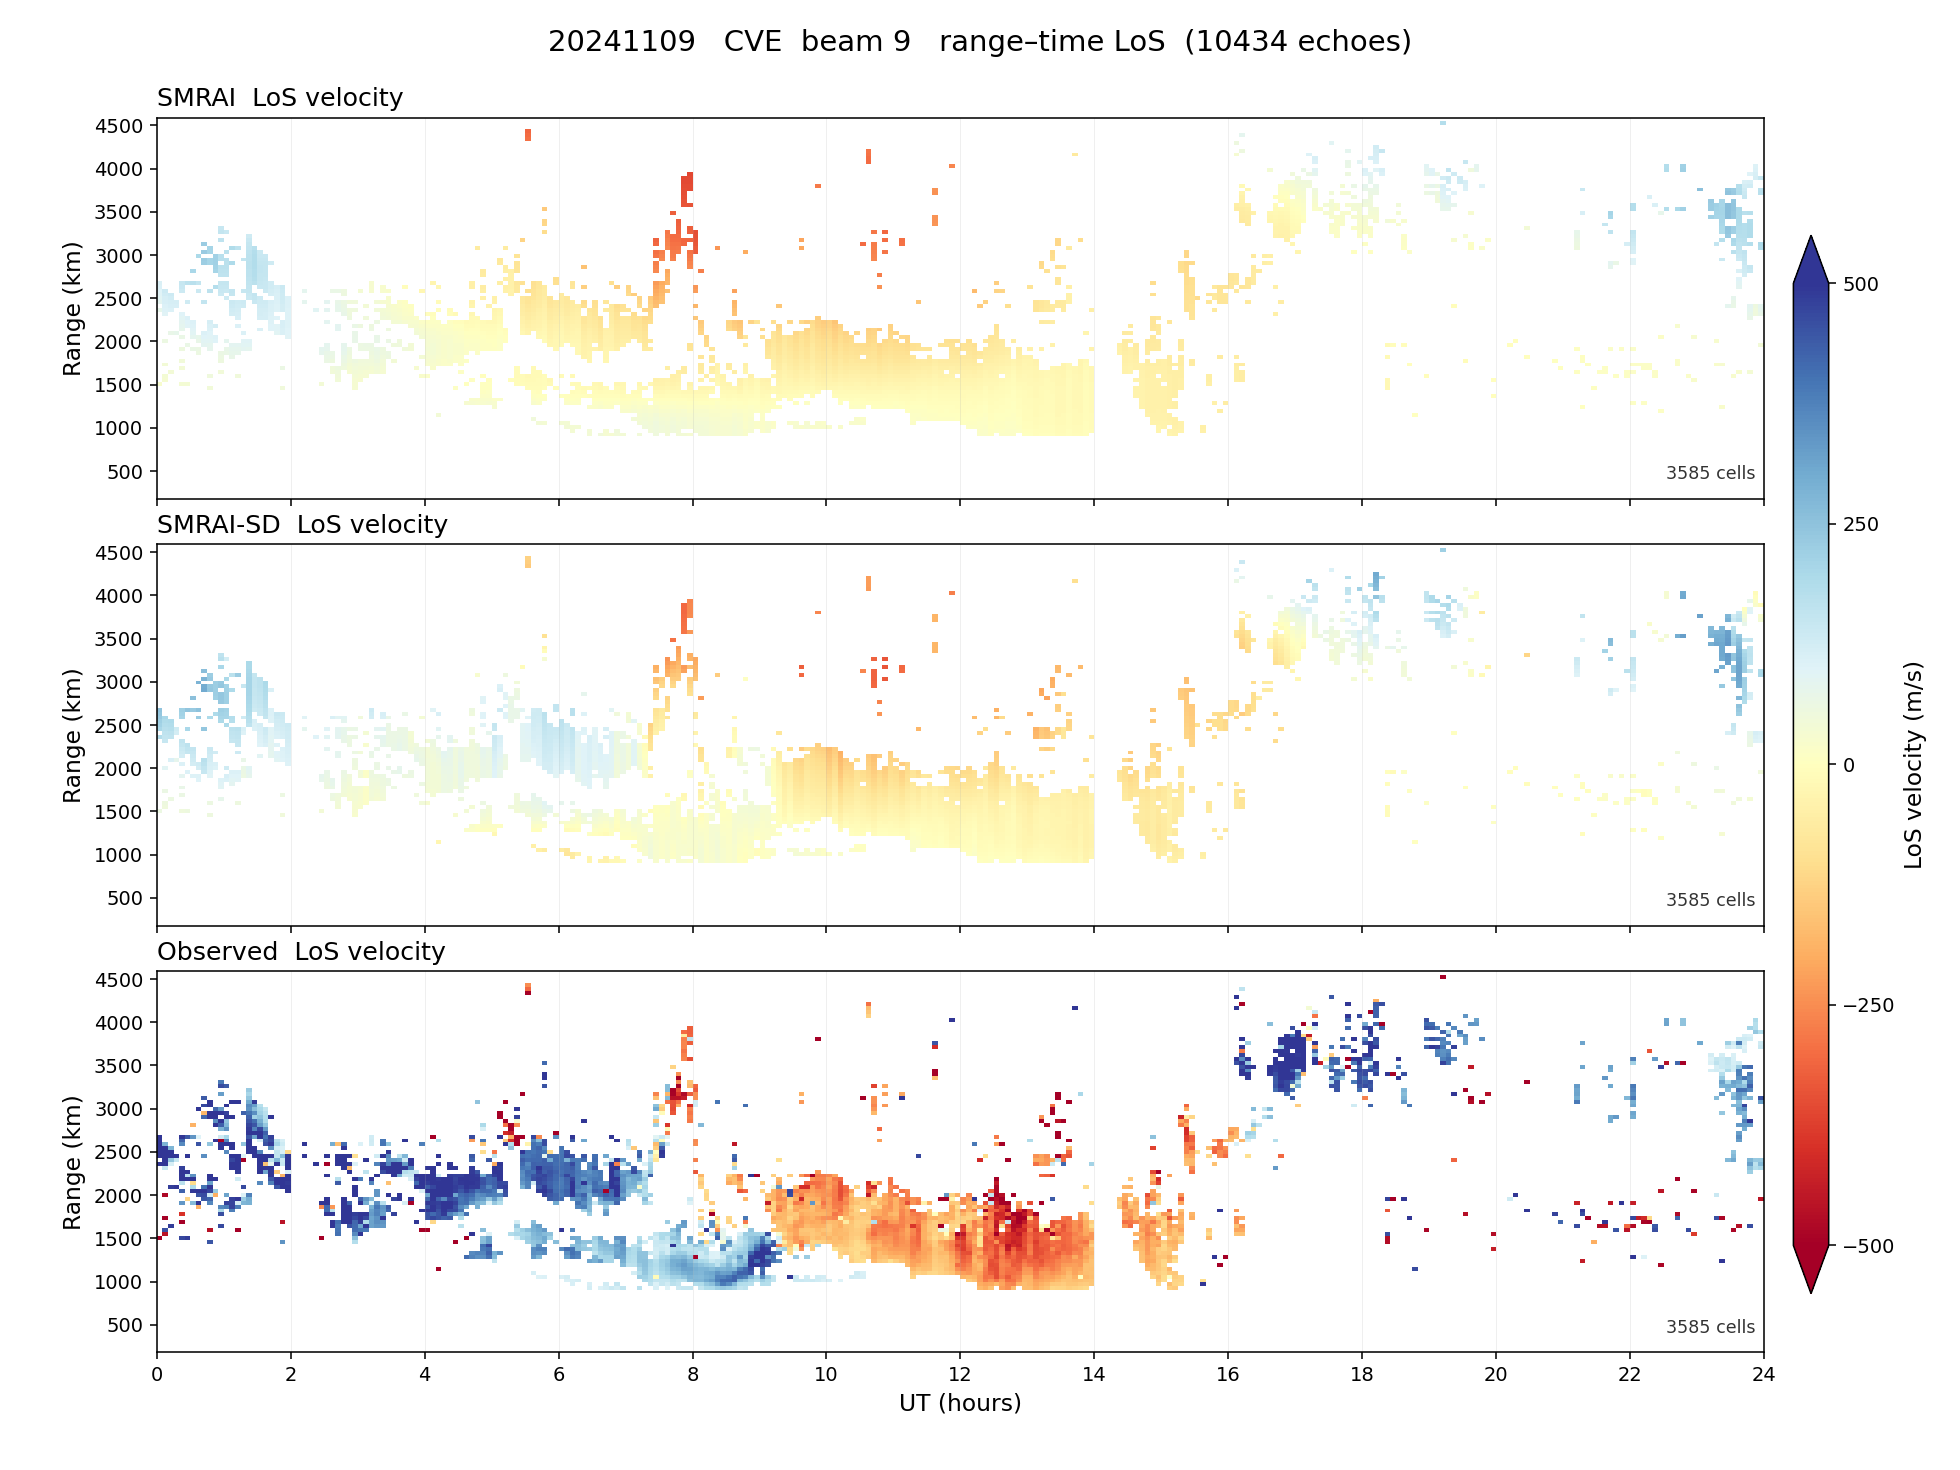 20241109   CVE  beam 9   range–time LoS  (10434 echoes)
SMRAI  LoS velocity
Range (km)
4500
4000
3500
3000
2500
2000
1500
1000
500
3585 cells
SMRAI-SD  LoS velocity
Range (km)
4500
4000
3500
3000
2500
2000
1500
1000
500
3585 cells
Observed  LoS velocity
Range (km)
4500
4000
3500
3000
2500
2000
1500
1000
500
3585 cells
0 2 4 6 8 10 12 14 16 18 20 22 24
UT (hours)
500
250
0
−250
−500
LoS velocity (m/s)